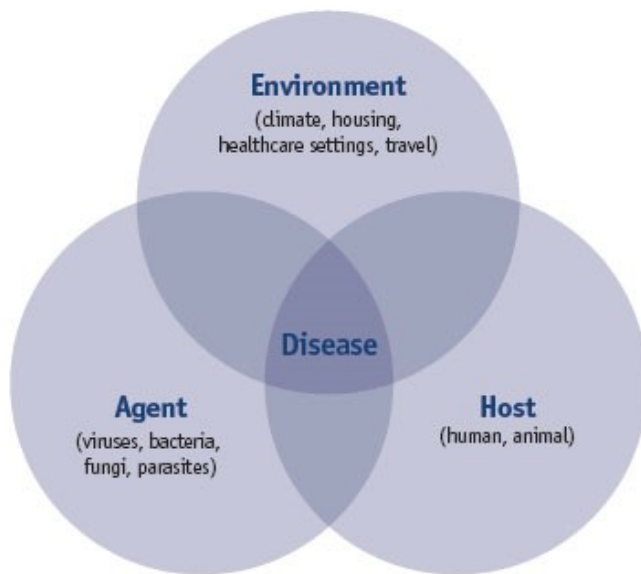 Environment
(climate, housing,
healthcare settings, travel)
Disease
Agent
(viruses, bacteria,
fungi, parasites)
Host
(human, animal)